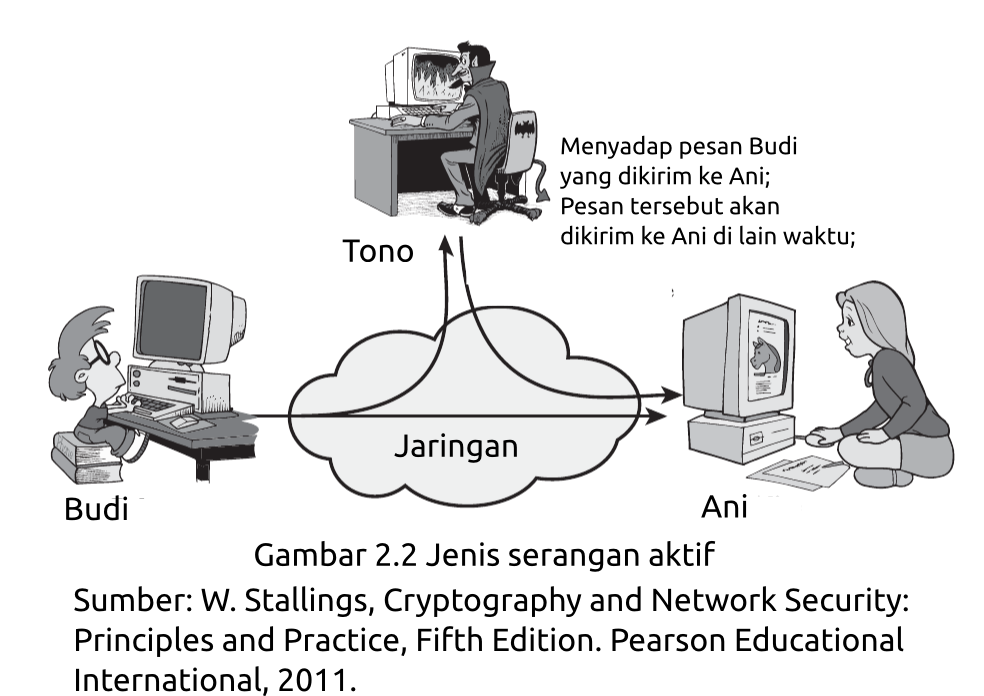 Menyadap pesan Budi
yang dikirim ke Ani;
Pesan tersebut akan
dikirim ke Ani di lain waktu;
Tono
Jaringan
Budi
Ani
Gambar 2.2 Jenis serangan aktif
Sumber: W. Stallings, Cryptography and Network Security:
Principles and Practice, Fifth Edition. Pearson Educational
International, 2011.